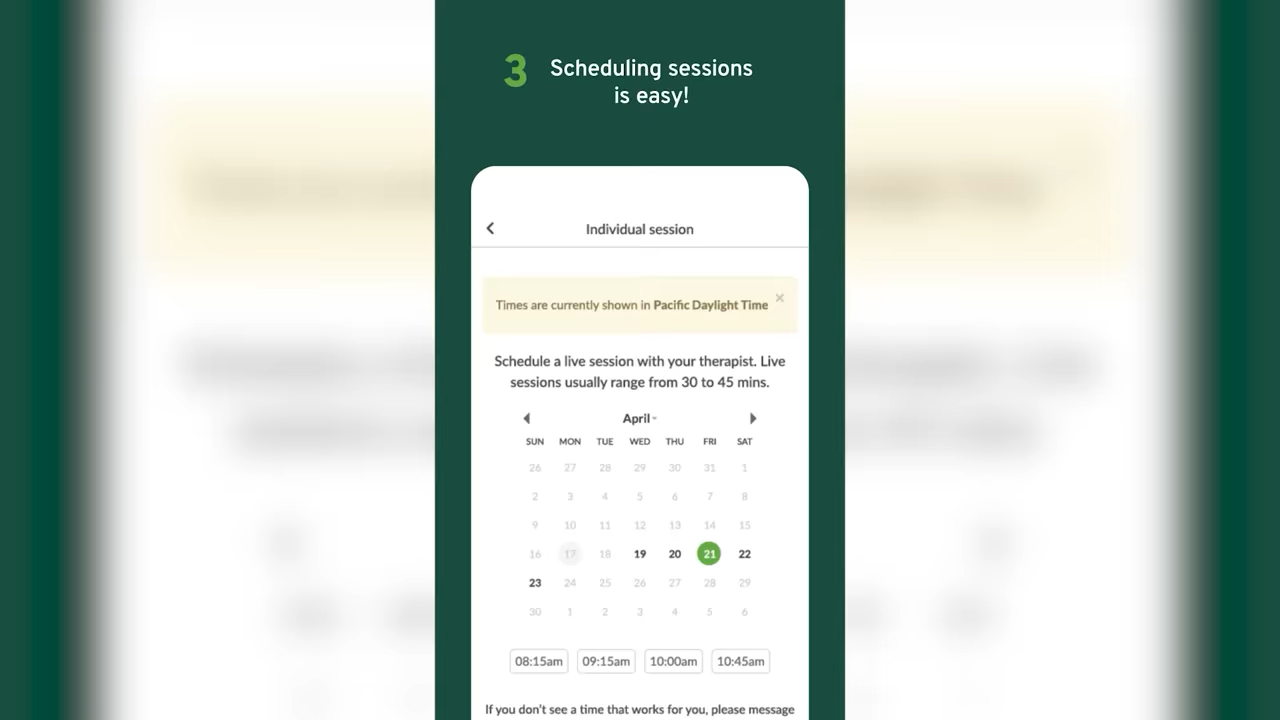 3 Scheduling sessions
is easy!
Individual session
Times are currently shown in Pacific Daylight Time ×
Schedule a live session with your therapist. Live
sessions usually range from 30 to 45 mins.
April
SUN MON TUE WED THU FRI SAT
26 27 28 29 30 31 1
2 3 4 5 6 7 8
9 10 11 12 13 14 15
16 17 18 19 20 21 22
23 24 25 26 27 28 29
30 1 2 3 4 5 6
08:15am 09:15am 10:00am 10:45am
If you don't see a time that works for you, please message